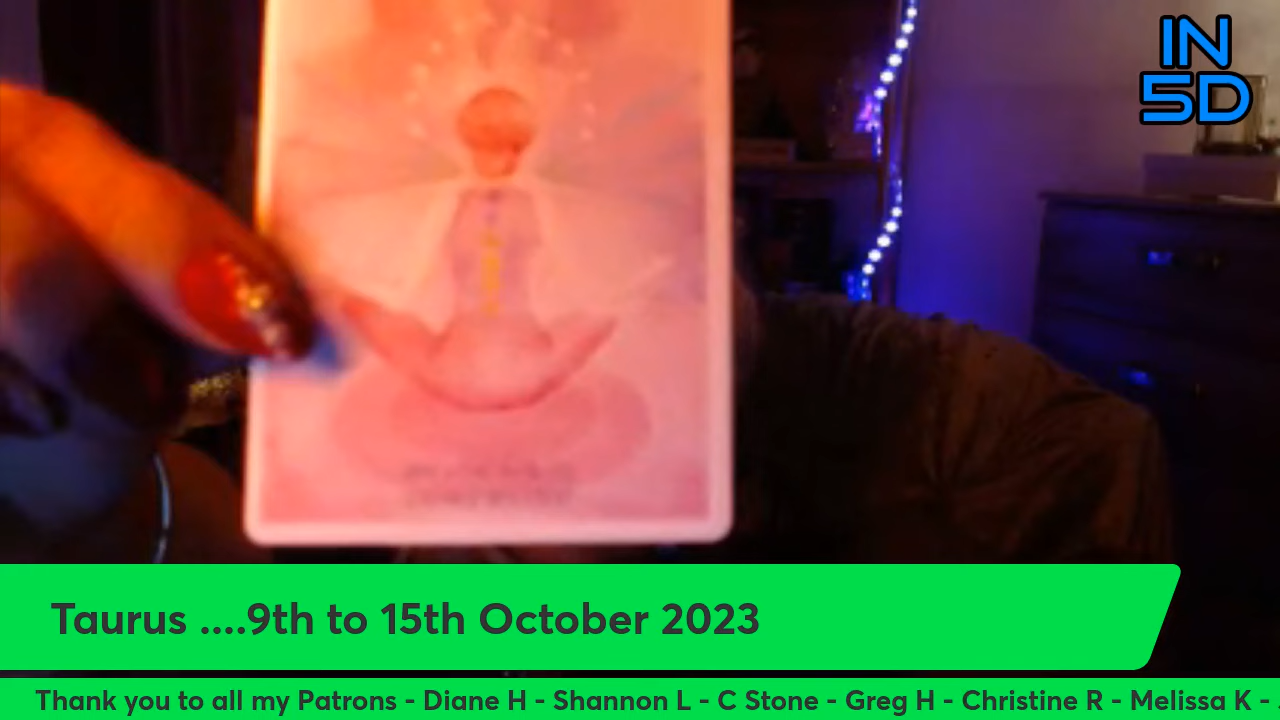 IN
5D
Taurus ....9th to 15th October 2023
Thank you to all my Patrons - Diane H - Shannon L - C Stone - Greg H - Christine R - Melissa K -